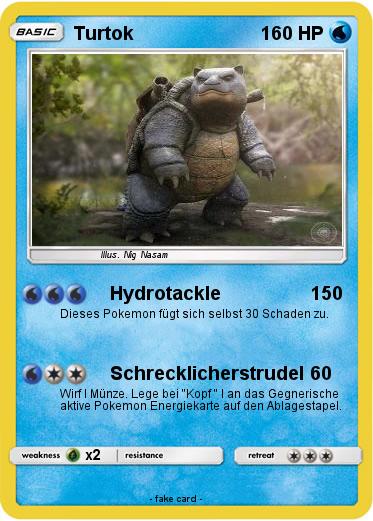 BASIC Turtok 160 HP
Illus. Nig Nasam
Hydrotackle 150
Dieses Pokemon fügt sich selbst 30 Schaden zu.
Schrecklicherstrudel 60
Wirf 1 Münze. Lege bei "Kopf" 1 an das Gegnerische
aktive Pokemon Energiekarte auf den Ablagestapel.
weakness x2 resistance retreat
- fake card -